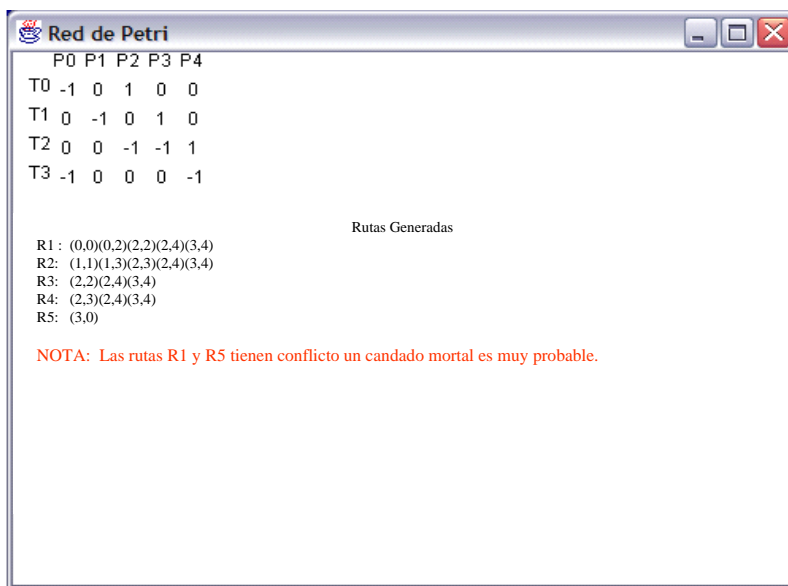 Red de Petri
P0 P1 P2 P3 P4
T0 -1 0 1 0 0
T1 0 -1 0 1 0
T2 0 0 -1 -1 1
T3 -1 0 0 0 -1
Rutas Generadas
R1 : (0,0)(0,2)(2,2)(2,4)(3,4)
R2: (1,1)(1,3)(2,3)(2,4)(3,4)
R3: (2,2)(2,4)(3,4)
R4: (2,3)(2,4)(3,4)
R5: (3,0)
NOTA: Las rutas R1 y R5 tienen conflicto un candado mortal es muy probable.